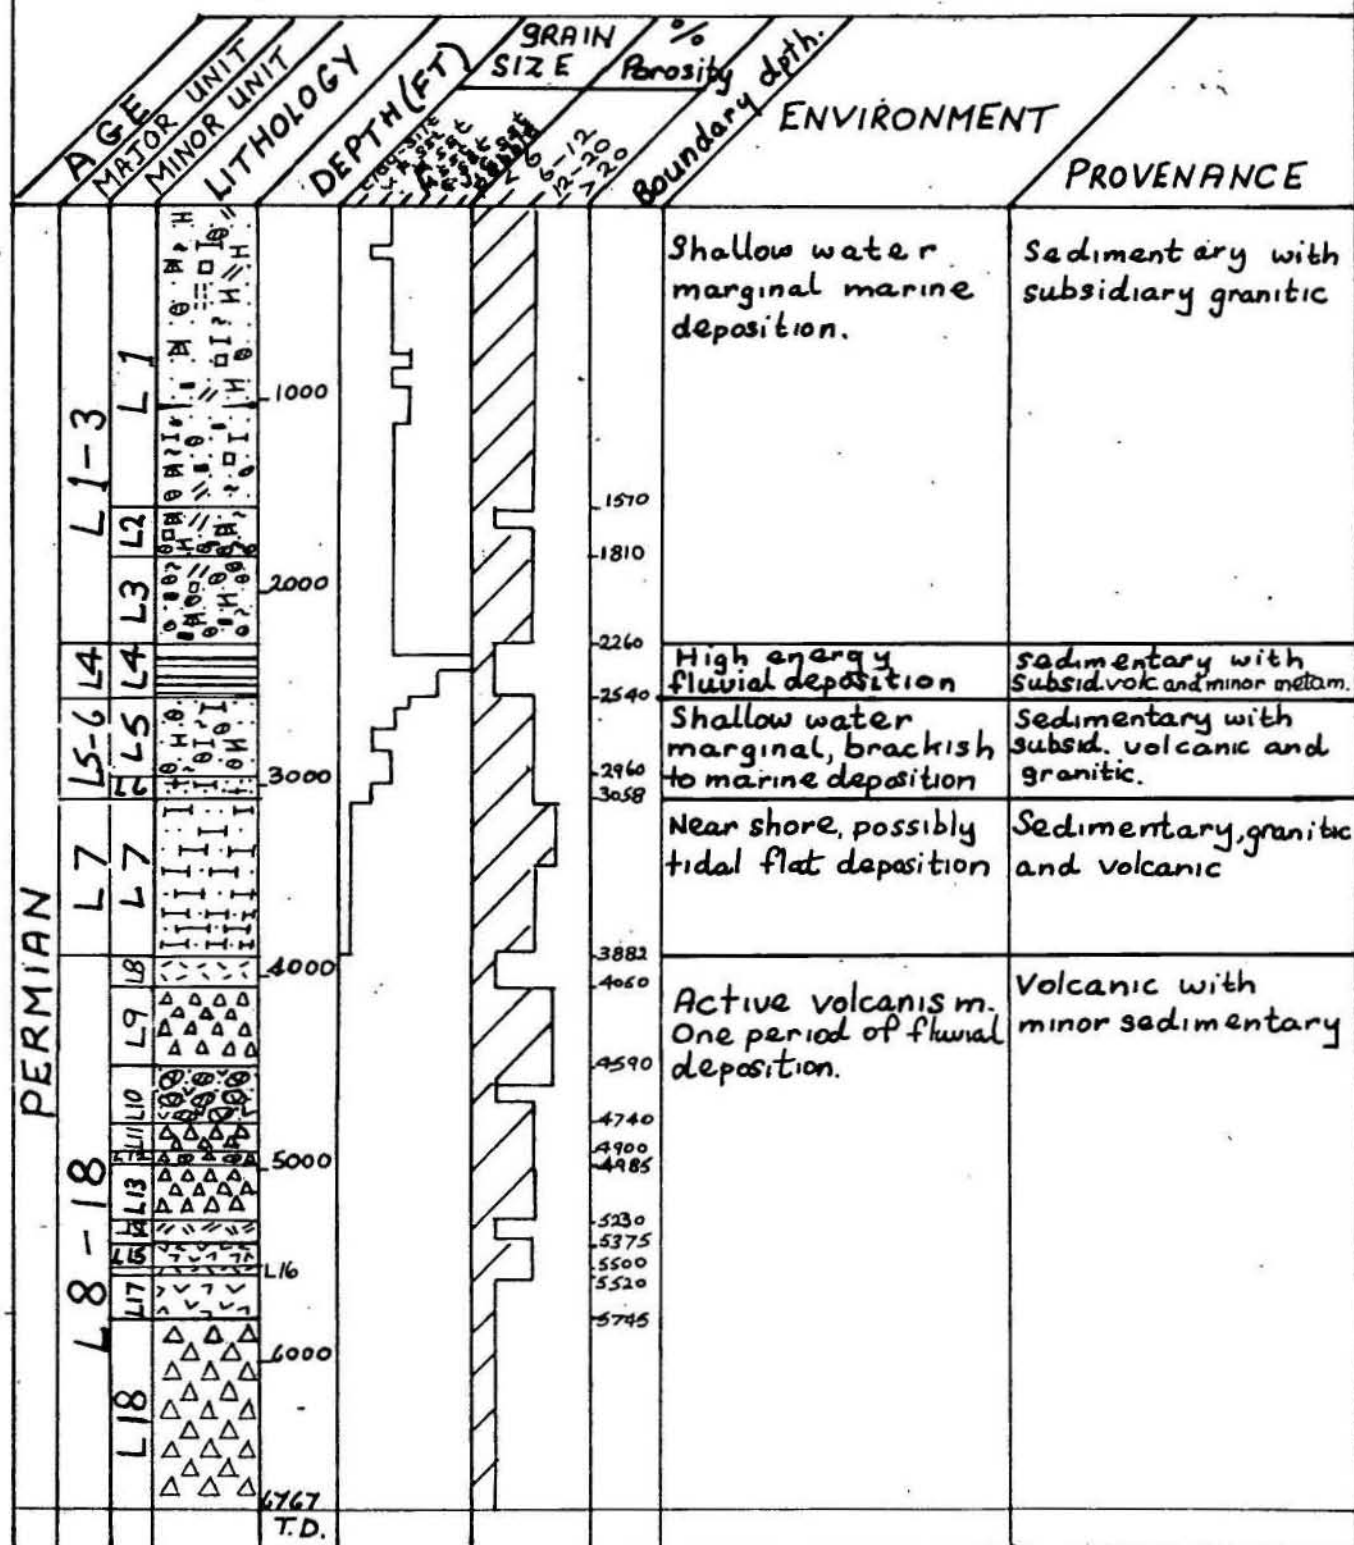 AGE
MAJOR UNIT
MINOR UNIT
LITHOLOGY
DEPTH (FT)
GRAIN
SIZE
%
Porosity
< 6
6-12
12-20
> 20
Boundary dpth.
ENVIRONMENT
PROVENANCE
PERMIAN
L1-3
L4
L5-6
L7
L8-18
L1
L2
L3
L4
L5
L6
L7
L8
L9
L10
L11
L12
L13
L15
L16
L17
L18
1000
2000
3000
4000
5000
6000
6767
T.D.
1570
1810
2260
2540
2960
3058
3882
4060
4590
4740
4900
4985
5230
5375
5500
5520
5745
Shallow water
marginal marine
deposition.
Sedimentary with
subsidiary granitic
High energy
fluvial deposition
sedimentary with
subsid. volc and minor metam.
Shallow water
marginal, brackish
to marine deposition
Sedimentary with
subsid. volcanic and
granitic.
Near shore, possibly
tidal flat deposition
Sedimentary, granitic
and volcanic
Active volcanism.
One period of fluvial
deposition.
Volcanic with
minor sedimentary